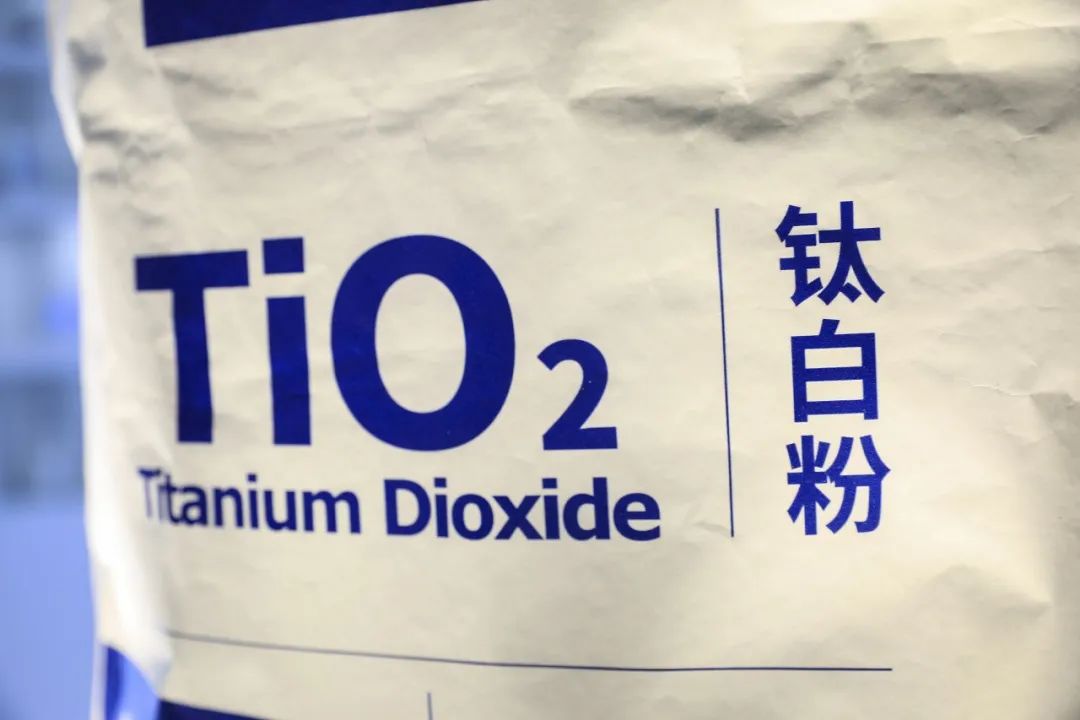 TiO₂
Titanium Dioxide
钛白粉